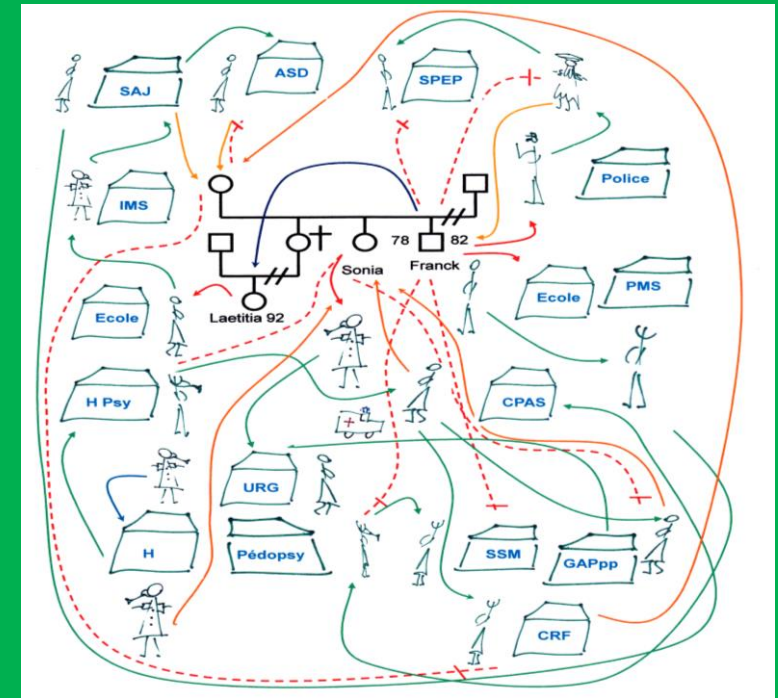 SAJ
ASD
SPEP
IMS
Police
78
82
Sonia
Franck
Ecole
Laetitia 92
Ecole
PMS
H Psy
CPAS
URG
H
Pédopsy
SSM
GAPpp
CRF